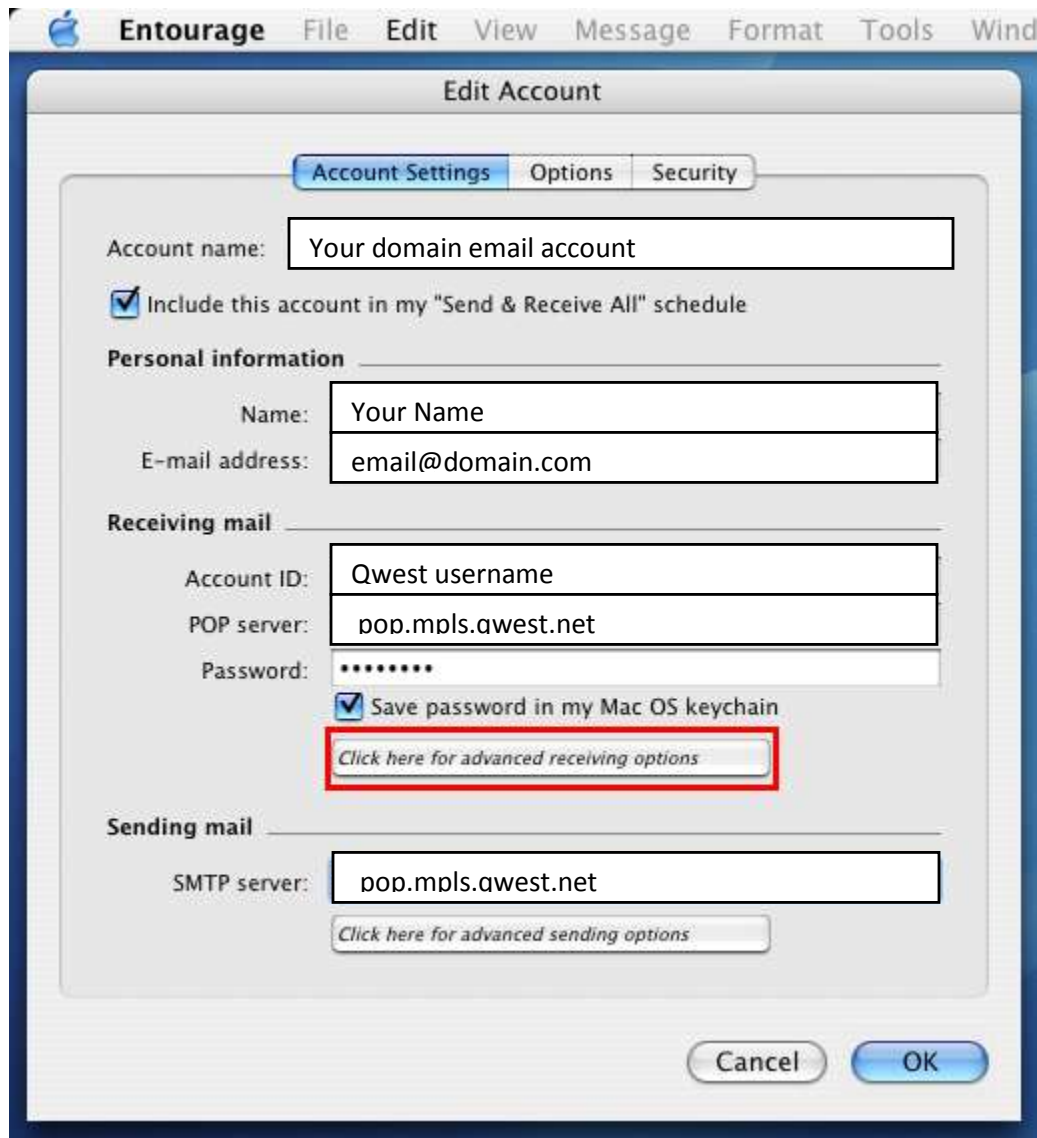 Entourage File Edit View Message Format Tools Wind
Edit Account
Account Settings Options Security
Account name: Your domain email account
Include this account in my "Send & Receive All" schedule
Personal information
Name: Your Name
E-mail address: email@domain.com
Receiving mail
Account ID: Qwest username
POP server: pop.mpls.qwest.net
Password: ••••••••
Save password in my Mac OS keychain
Click here for advanced receiving options
Sending mail
SMTP server: pop.mpls.qwest.net
Click here for advanced sending options
Cancel OK